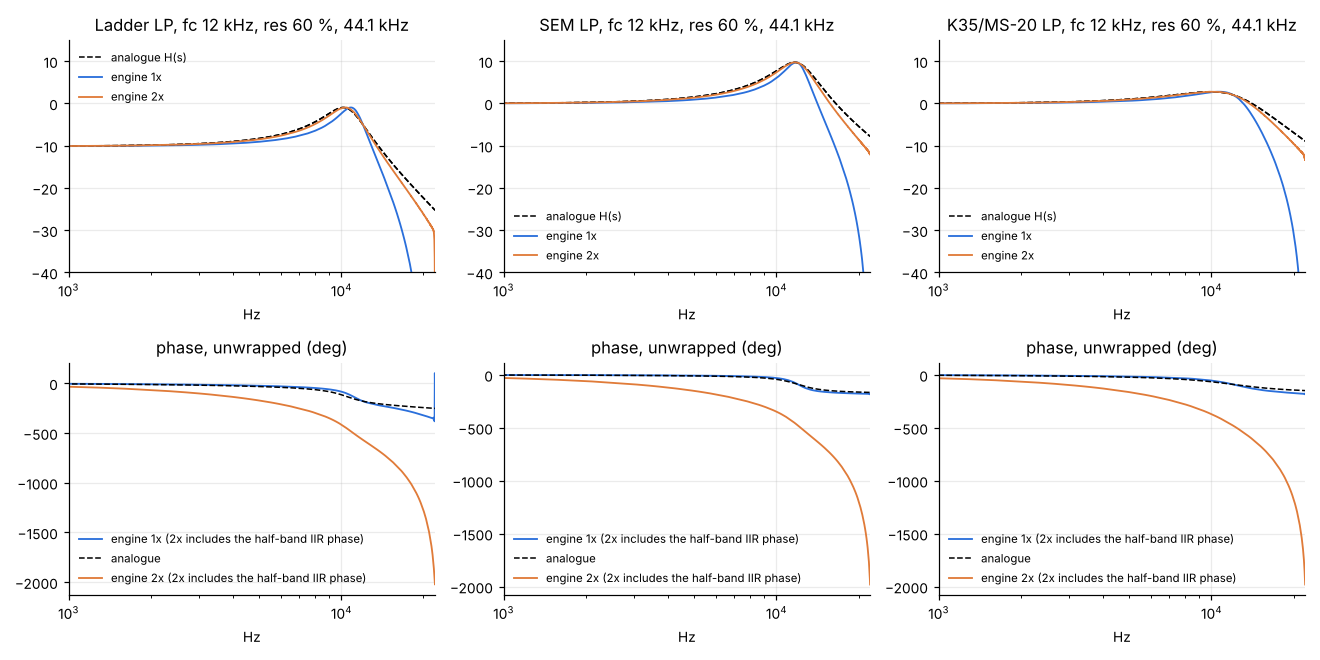 Ladder LP, fc 12 kHz, res 60 %, 44.1 kHz
10
0
−10
−20
−30
−40
analogue H(s)
engine 1x
engine 2x
10³
10⁴
Hz
SEM LP, fc 12 kHz, res 60 %, 44.1 kHz
10
0
−10
−20
−30
−40
analogue H(s)
engine 1x
engine 2x
10³
10⁴
Hz
K35/MS-20 LP, fc 12 kHz, res 60 %, 44.1 kHz
10
0
−10
−20
−30
−40
analogue H(s)
engine 1x
engine 2x
10³
10⁴
Hz
phase, unwrapped (deg)
0
−500
−1000
−1500
−2000
engine 1x (2x includes the half-band IIR phase)
analogue
engine 2x (2x includes the half-band IIR phase)
10³
10⁴
Hz
phase, unwrapped (deg)
0
−500
−1000
−1500
−2000
engine 1x (2x includes the half-band IIR phase)
analogue
engine 2x (2x includes the half-band IIR phase)
10³
10⁴
Hz
phase, unwrapped (deg)
0
−500
−1000
−1500
−2000
engine 1x (2x includes the half-band IIR phase)
analogue
engine 2x (2x includes the half-band IIR phase)
10³
10⁴
Hz